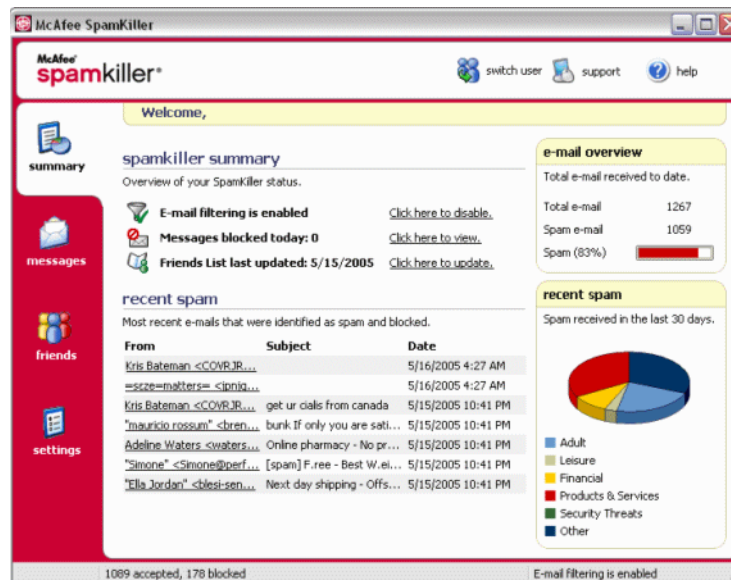 McAfee SpamKiller
McAfee®
spamkiller®
switch user
support
help
summary
messages
friends
settings
Welcome,
spamkiller summary
Overview of your SpamKiller status.
E-mail filtering is enabled Click here to disable.
Messages blocked today: 0 Click here to view.
Friends List last updated: 5/15/2005 Click here to update.
recent spam
Most recent e-mails that were identified as spam and blocked.
From Subject Date
Kris Bateman <COVRJR... 5/16/2005 4:27 AM
=scze=matters= <jpnig... 5/16/2005 4:27 AM
Kris Bateman <COVRJR... get ur cialis from canada 5/15/2005 10:41 PM
"mauricio rossum" <bren... bunk If only you are sati... 5/15/2005 10:41 PM
Adeline Waters <waters... Online pharmacy - No pr... 5/15/2005 10:41 PM
"Simone" <Simone@perf... [spam] F.ree - Best W.ei... 5/15/2005 10:41 PM
"Ella Jordan" <blesi-sen... Next day shipping - Offs... 5/15/2005 10:41 PM
e-mail overview
Total e-mail received to date.
Total e-mail 1267
Spam e-mail 1059
Spam (83%)
recent spam
Spam received in the last 30 days.
Adult
Leisure
Financial
Products & Services
Security Threats
Other
1089 accepted, 178 blocked
E-mail filtering is enabled